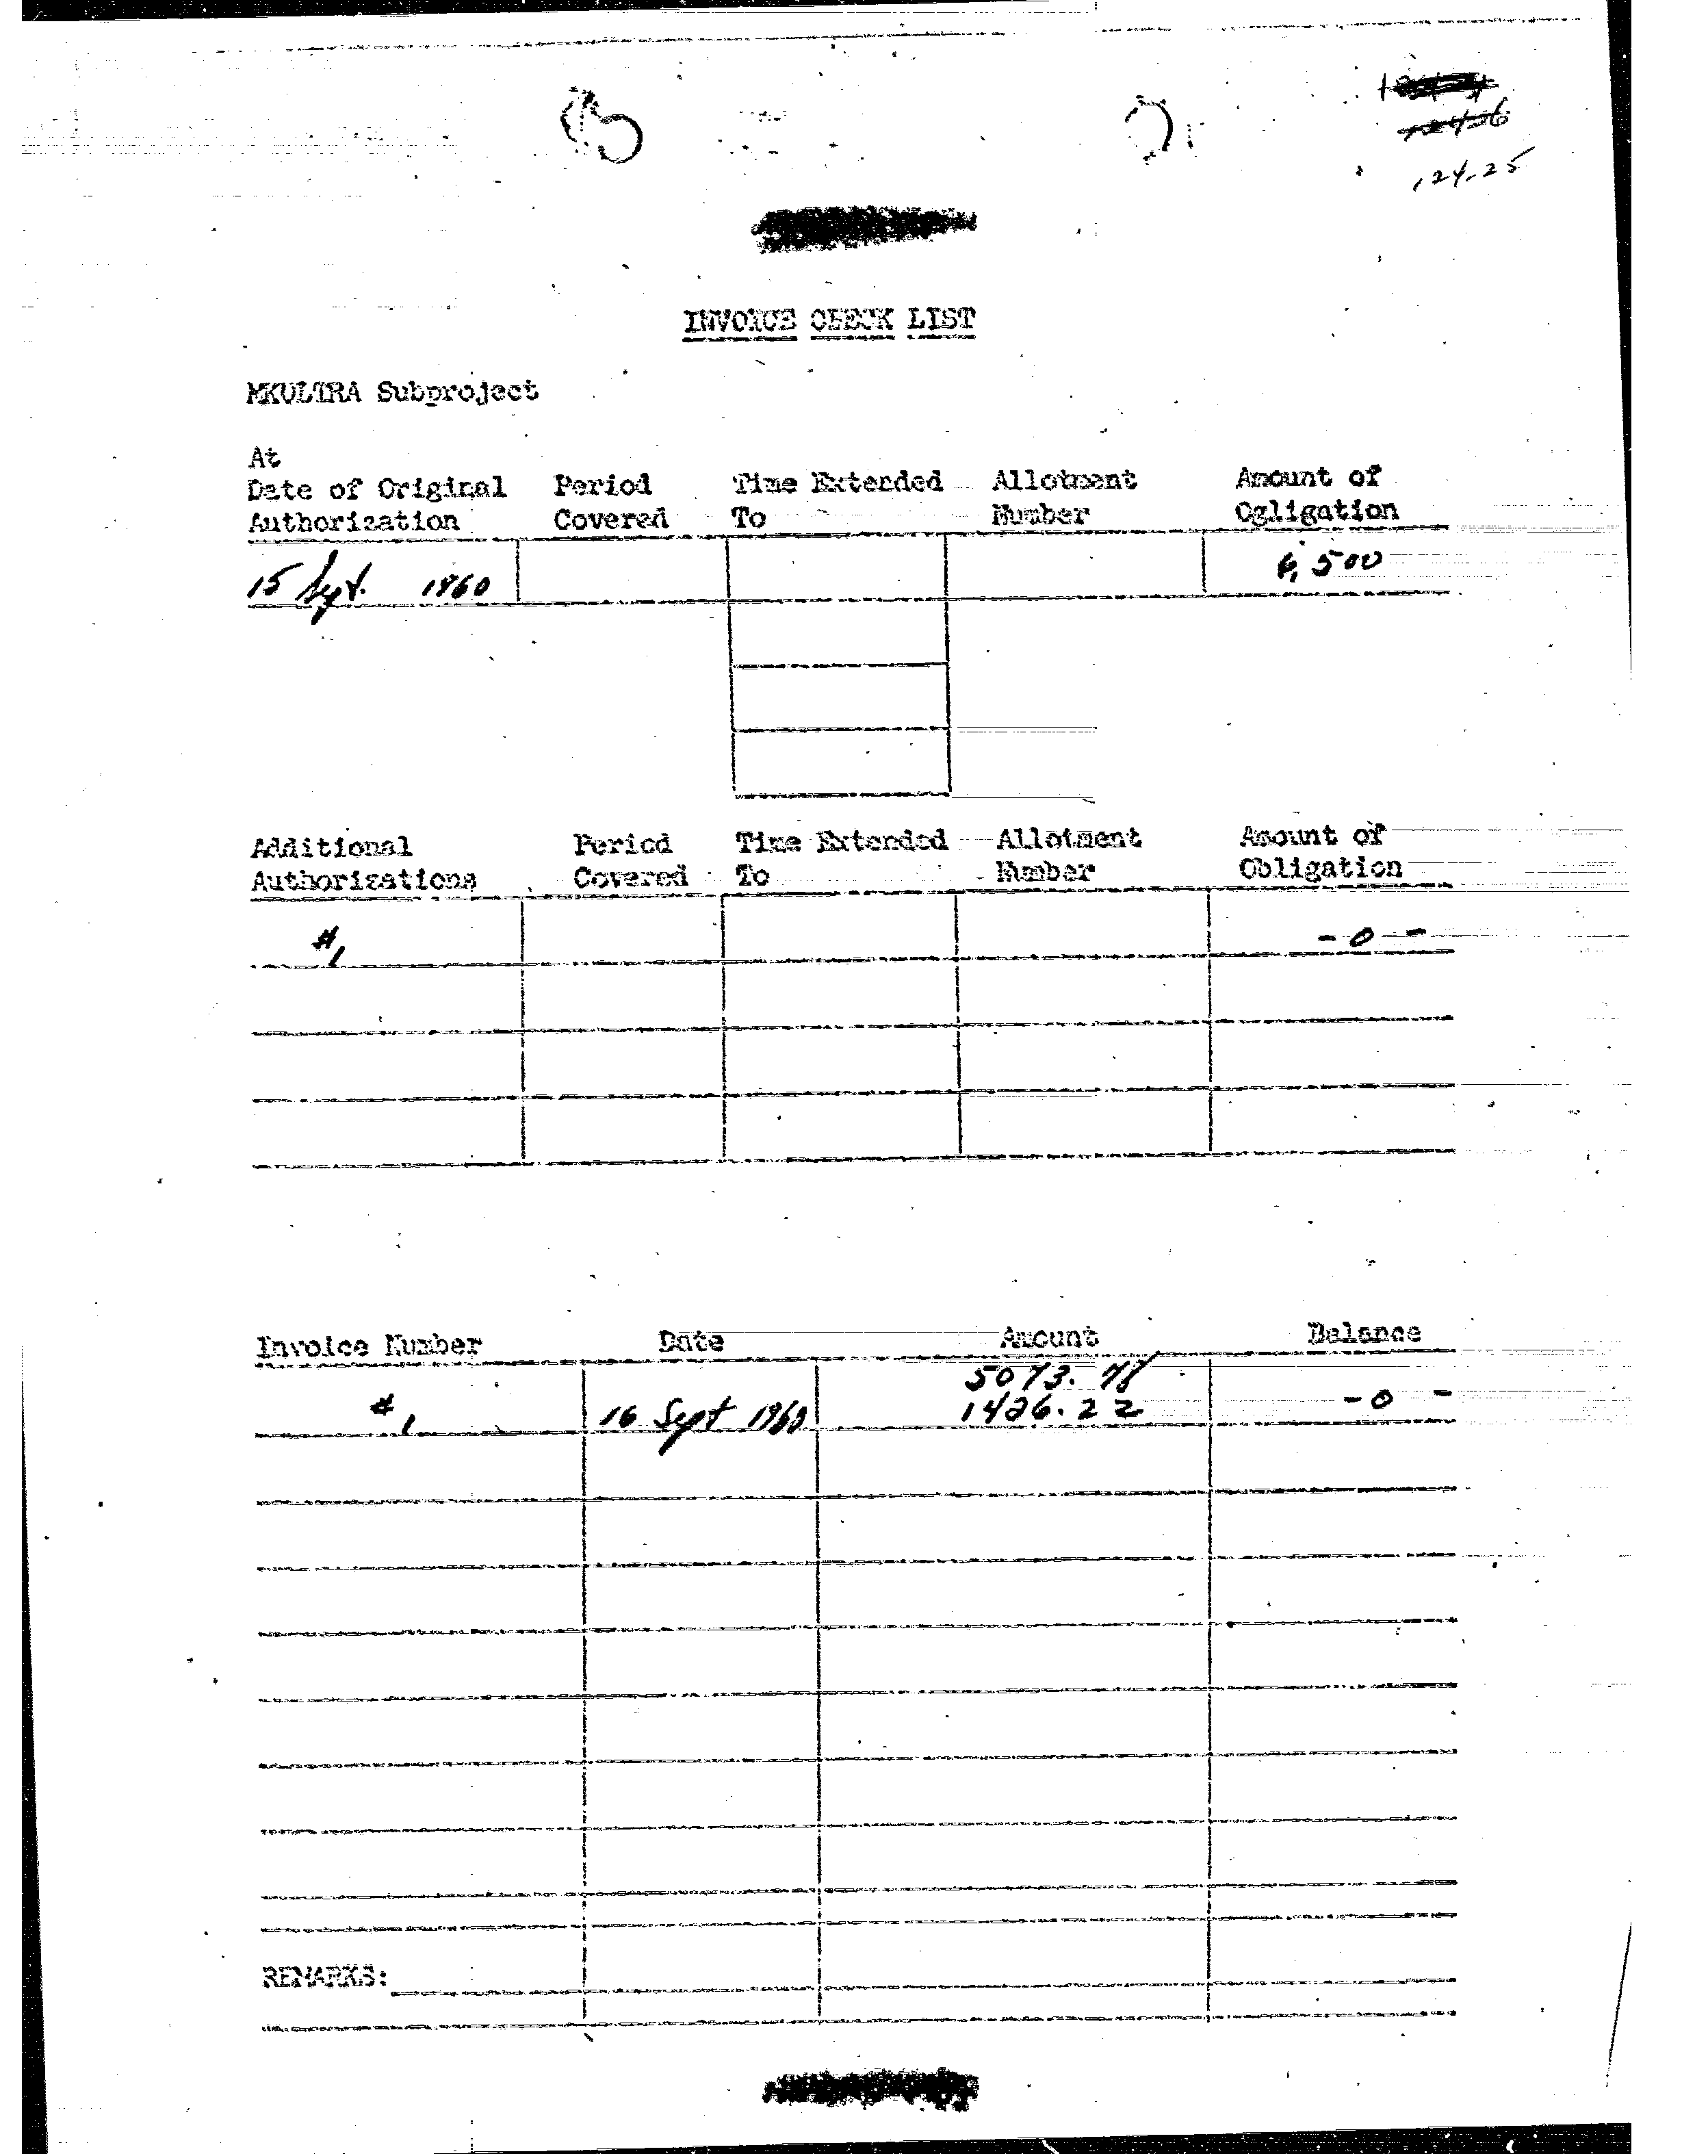 124-25
INVOICE CHECK LIST
MKULTRA Subproject
At
Date of Original Authorization Period Covered Time Extended To Allotment Number Amount of Ogligation
15 Sept. 1960 6,500
Additional Authorizations Period Covered Time Extended To Allotment Number Amount of Obligation
#1 -0-
Invoice Number Date Amount Balance
5073.78
#1 16 Sept 1960 1426.22 -0-
REMARKS: